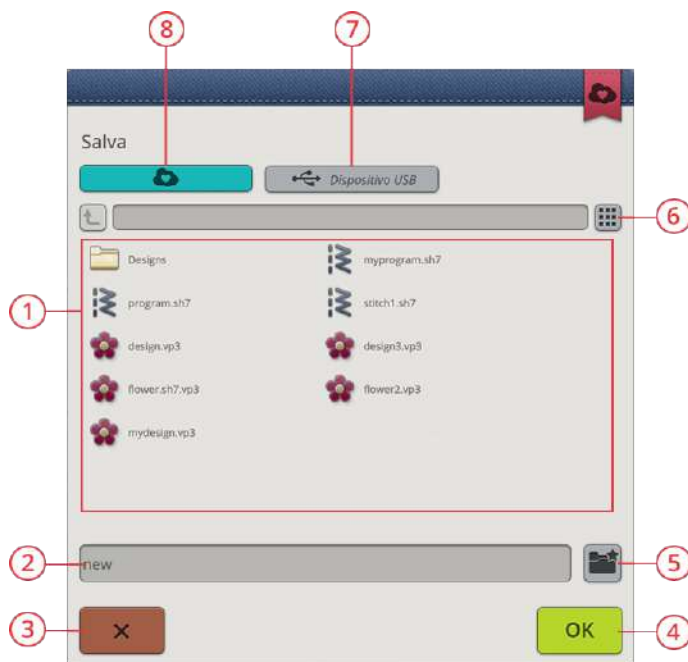 8 7
Salva
Dispositivo USB
6
Designs myprogram.sh7
1
program.sh7 stitch1.sh7
design.vp3 design3.vp3
flower.sh7.vp3 flower2.vp3
mydesign.vp3
2 new 5
3 OK 4